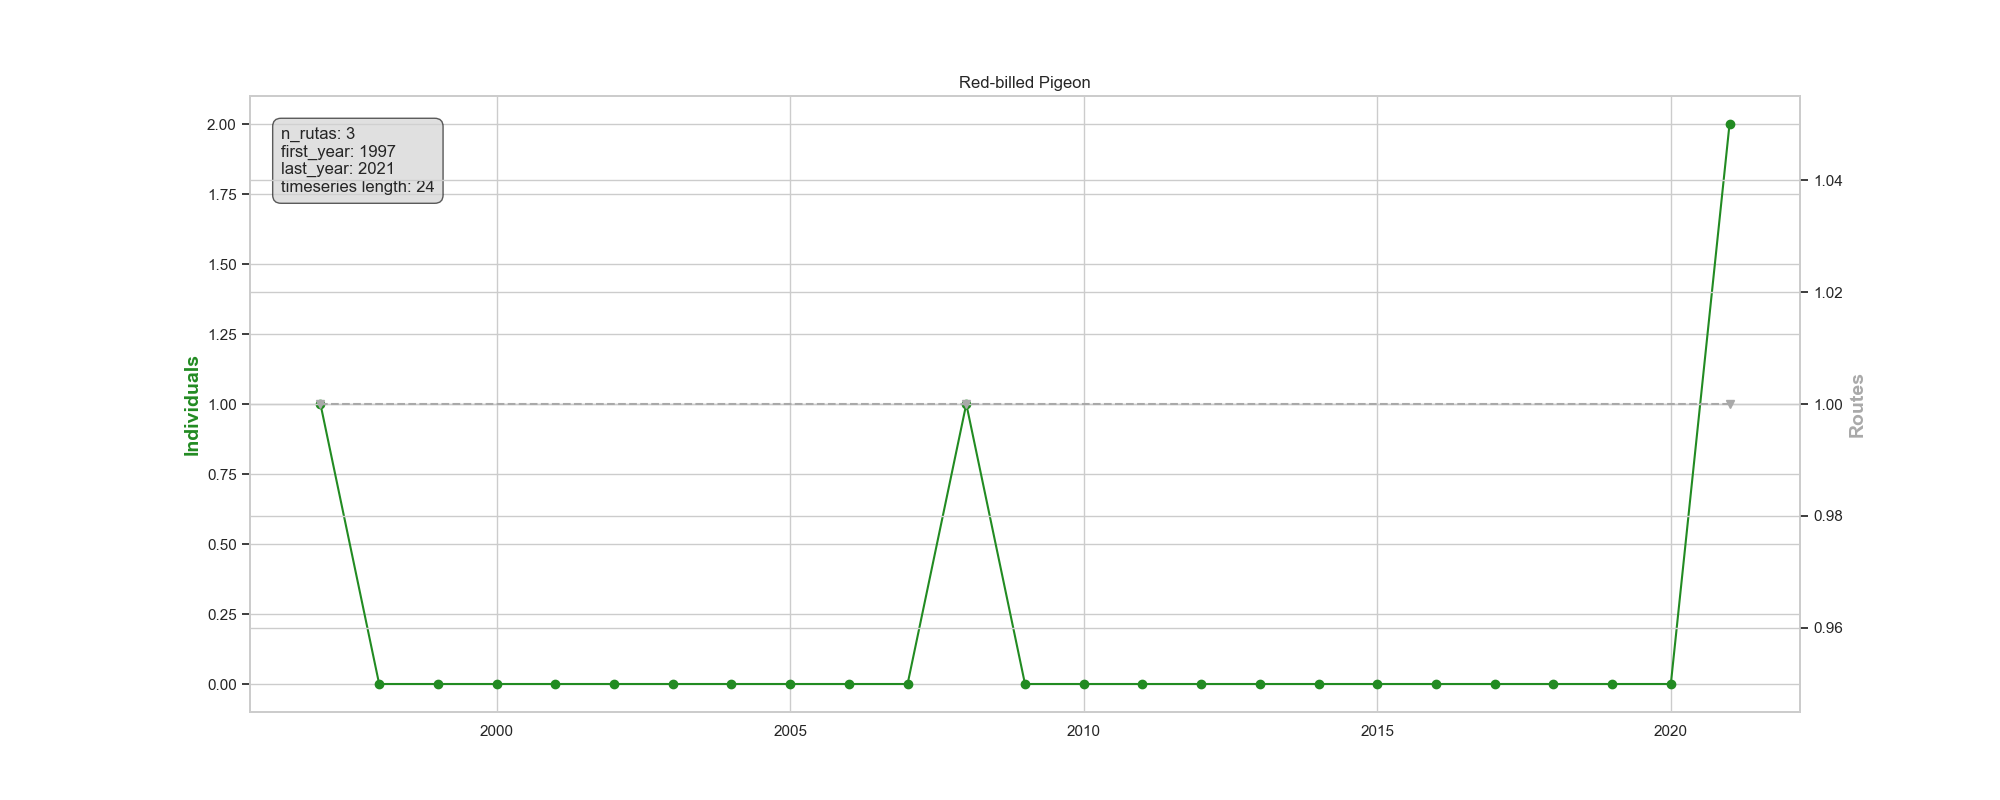 Red-billed Pigeon
n_rutas: 3
first_year: 1997
last_year: 2021
timeseries length: 24
Individuals
2.00
1.75
1.50
1.25
1.00
0.75
0.50
0.25
0.00
1.04
1.02
1.00
0.98
0.96
Routes
2000
2005
2010
2015
2020